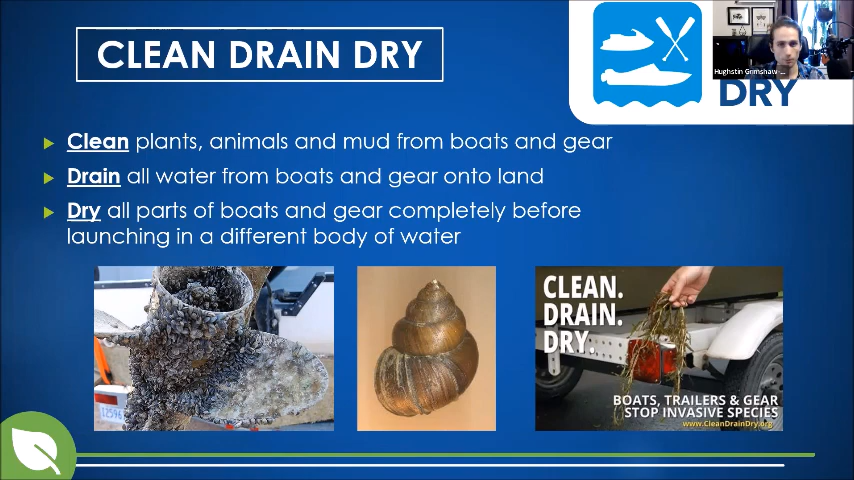 CLEAN DRAIN DRY
Hughstin Grimshaw-...
DRY
Clean plants, animals and mud from boats and gear
Drain all water from boats and gear onto land
Dry all parts of boats and gear completely before
launching in a different body of water
CLEAN.
DRAIN.
DRY.
BOATS, TRAILERS & GEAR
STOP INVASIVE SPECIES
www.CleanDrainDry.org